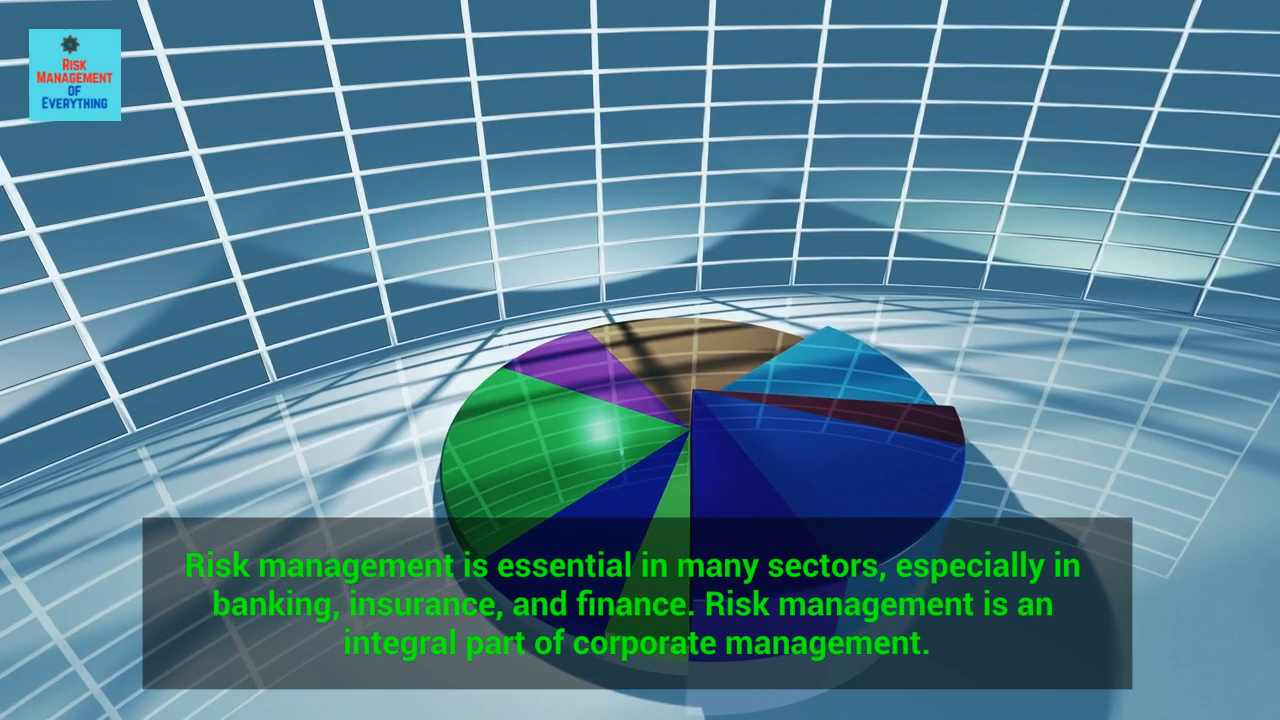 Risk
Management
of
Everything
Risk management is essential in many sectors, especially in
banking, insurance, and finance. Risk management is an
integral part of corporate management.